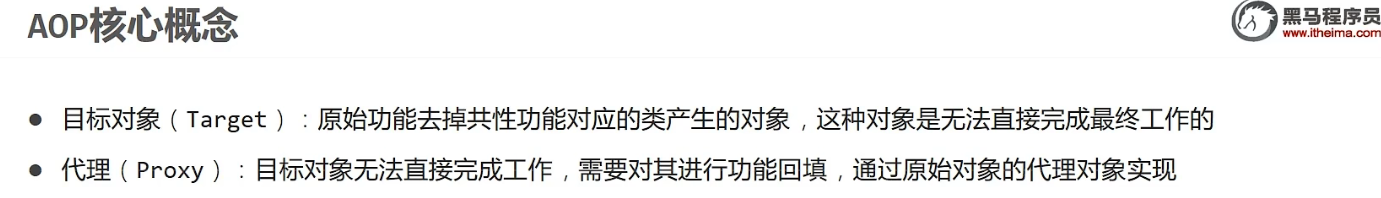 AOP核心概念
黑马程序员
www.itheima.com
● 目标对象（Target）：原始功能去掉共性功能对应的类产生的对象，这种对象是无法直接完成最终工作的
● 代理（Proxy）：目标对象无法直接完成工作，需要对其进行功能回填，通过原始对象的代理对象实现